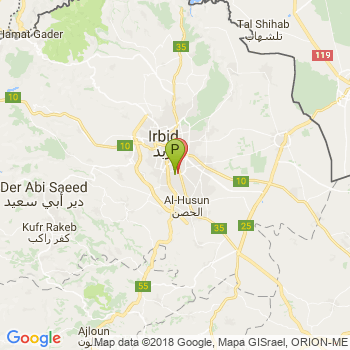 Tal Shihab
تل شهاب
Hamat Gader
35
119
10
10
Irbid
إربد
P
10
Der Abi Saeed
دير أبي سعيد
Al-Husun
الحصن
Kufr Rakeb
كفر راكب
35
25
55
Ajloun
Google
Map data ©2018 Google, Mapa GISrael, ORION-ME